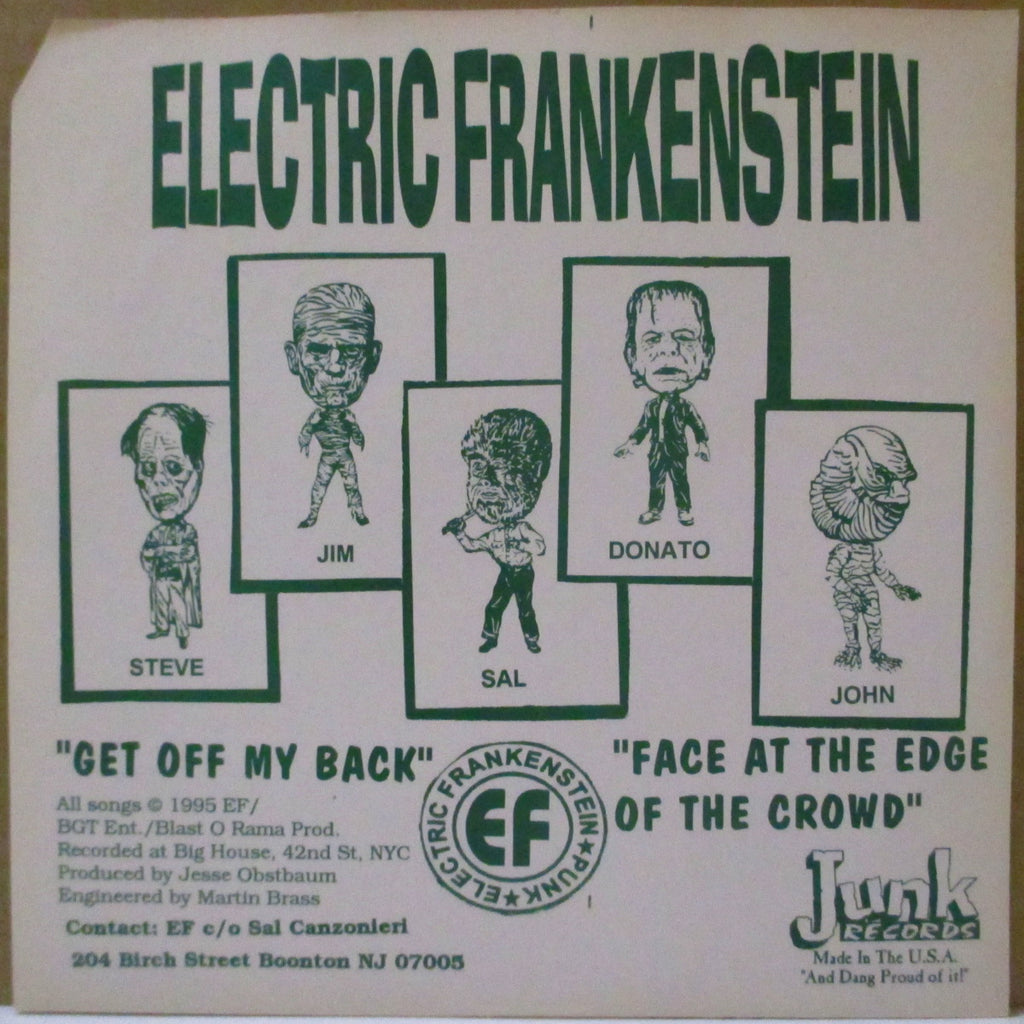 ELECTRIC FRANKENSTEIN
STEVE
JIM
SAL
DONATO
JOHN
"GET OFF MY BACK"
"FACE AT THE EDGE
OF THE CROWD"
All songs © 1995 EF/
BGT Ent./Blast O Rama Prod.
Recorded at Big House, 42nd St, NYC
Produced by Jesse Obstbaum
Engineered by Martin Brass
Contact: EF c/o Sal Canzonieri
204 Birch Street Boonton NJ 07005
ELECTRIC FRANKENSTEIN★PUNK★
EF
Junk
RECORDS
Made In The U.S.A.
"And Dang Proud of it!"